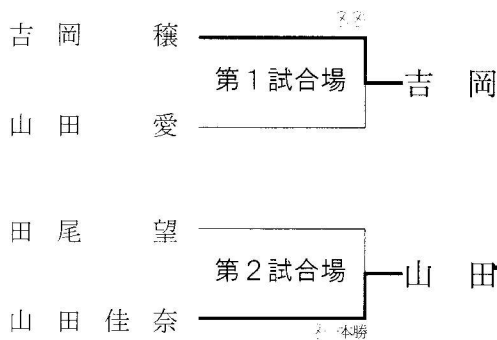 吉岡 穣
第1試合場
吉岡
山田 愛
田尾 望
第2試合場
山田
山田佳奈
一本勝